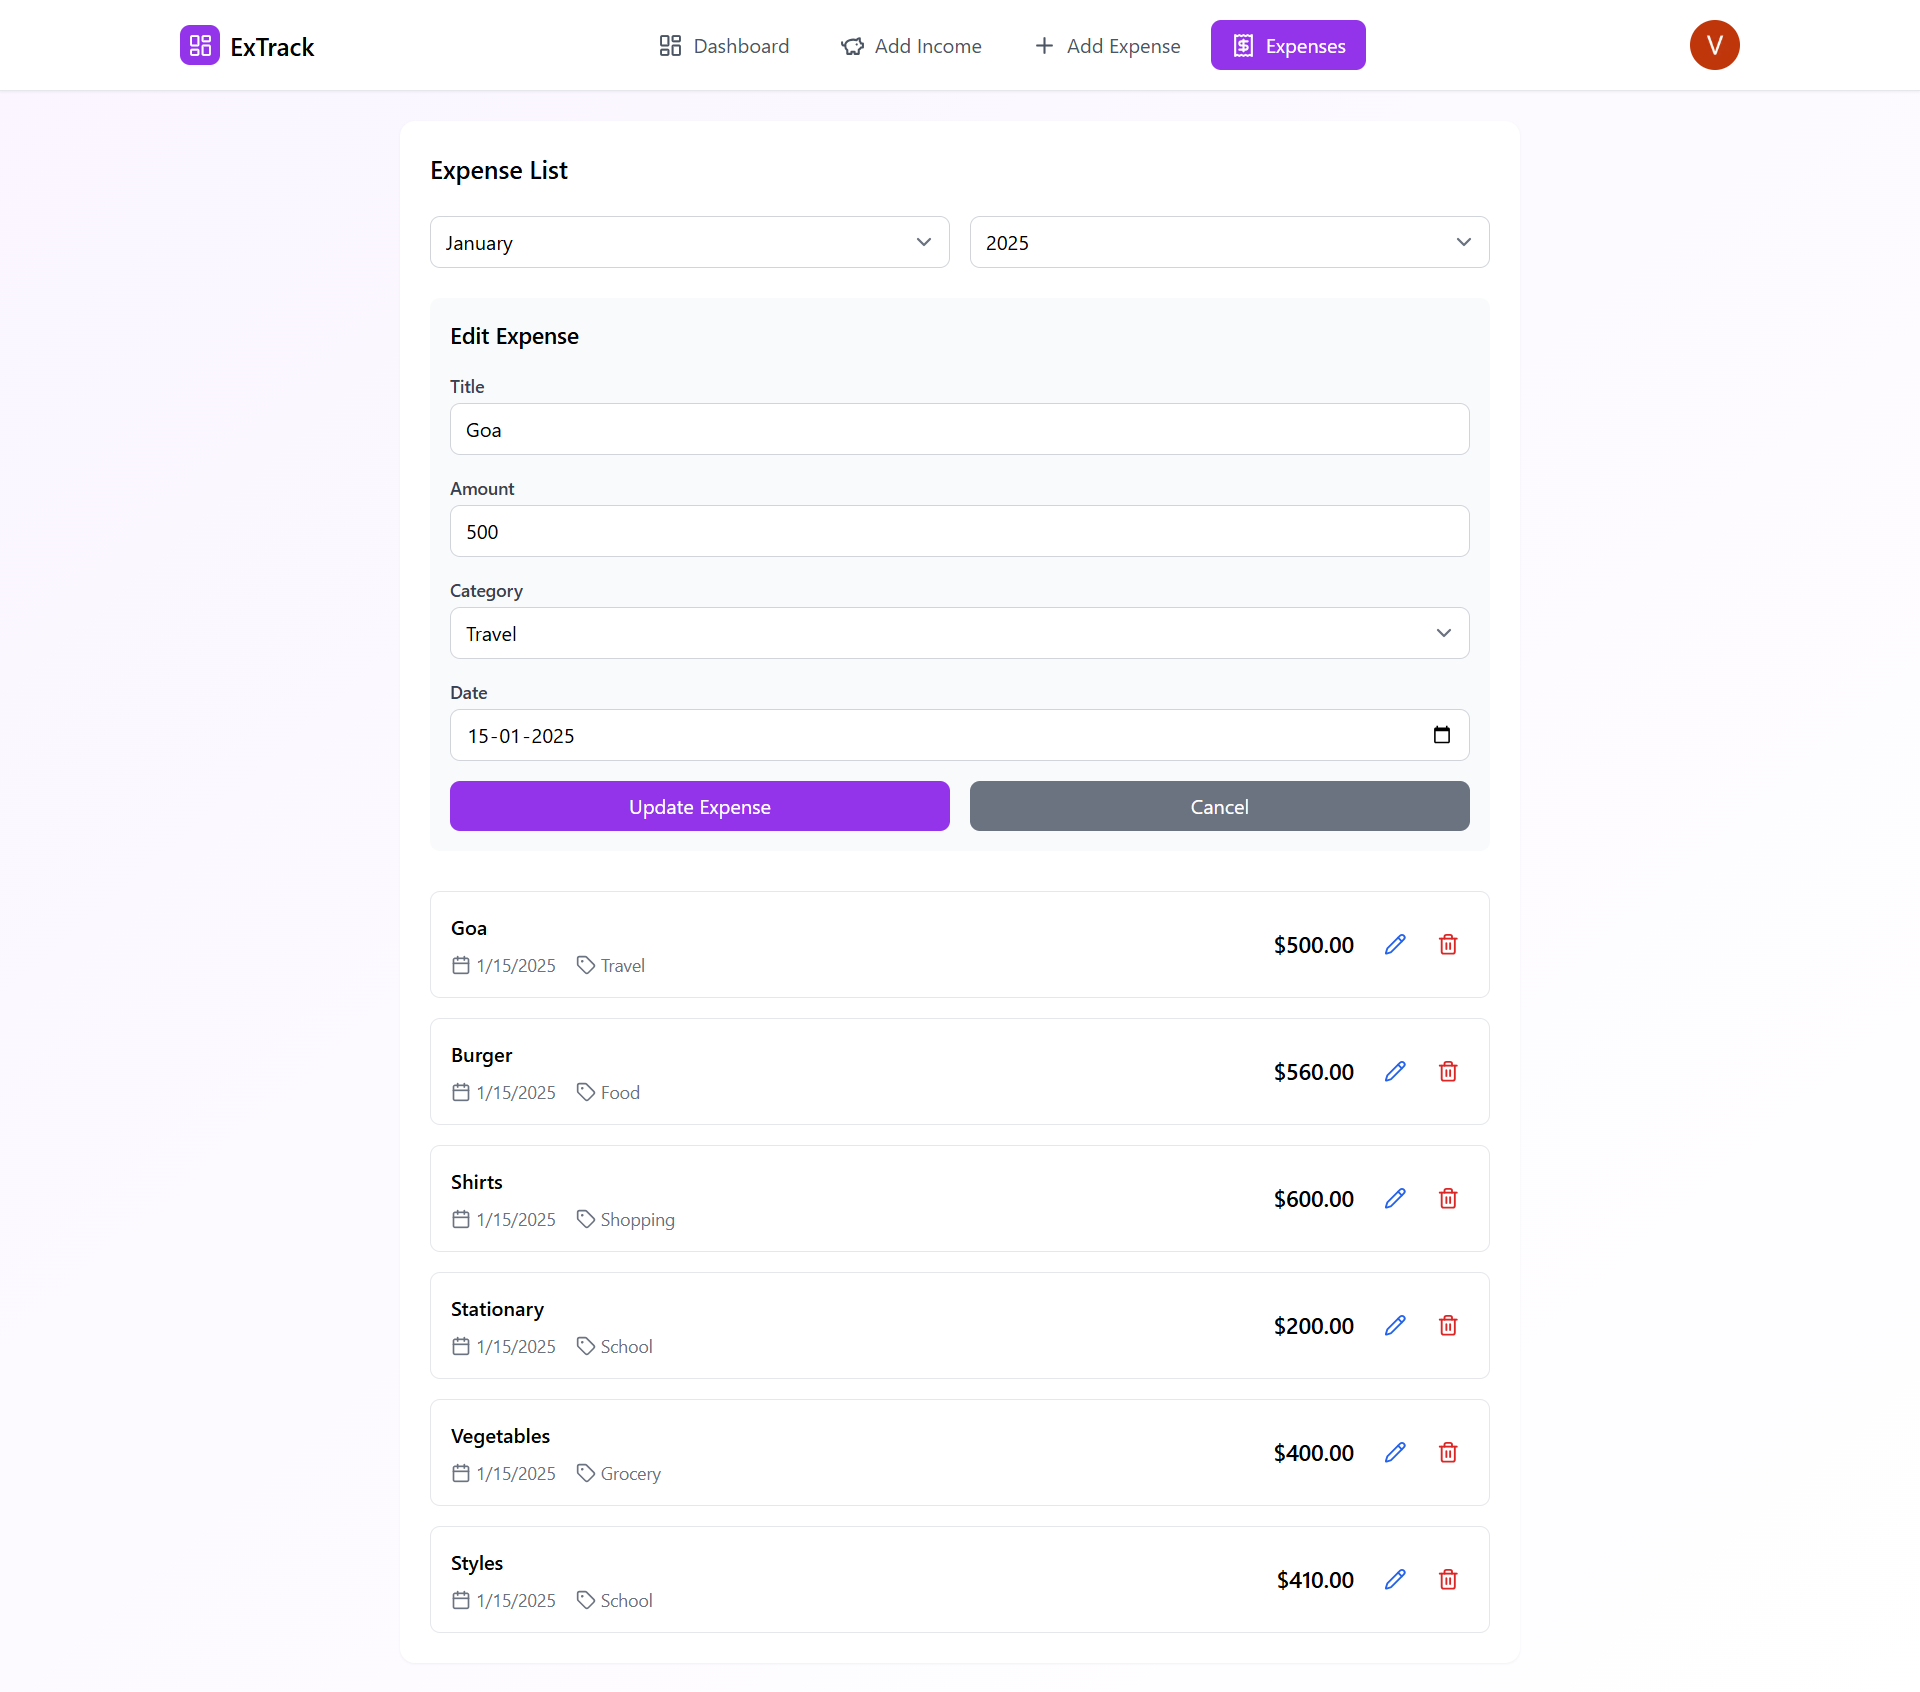 ExTrack
Dashboard
Add Income
Add Expense
Expenses
V
Expense List
January
2025
Edit Expense
Title
Goa
Amount
500
Category
Travel
Date
15-01-2025
Update Expense
Cancel
Goa
1/15/2025 Travel
$500.00
Burger
1/15/2025 Food
$560.00
Shirts
1/15/2025 Shopping
$600.00
Stationary
1/15/2025 School
$200.00
Vegetables
1/15/2025 Grocery
$400.00
Styles
1/15/2025 School
$410.00